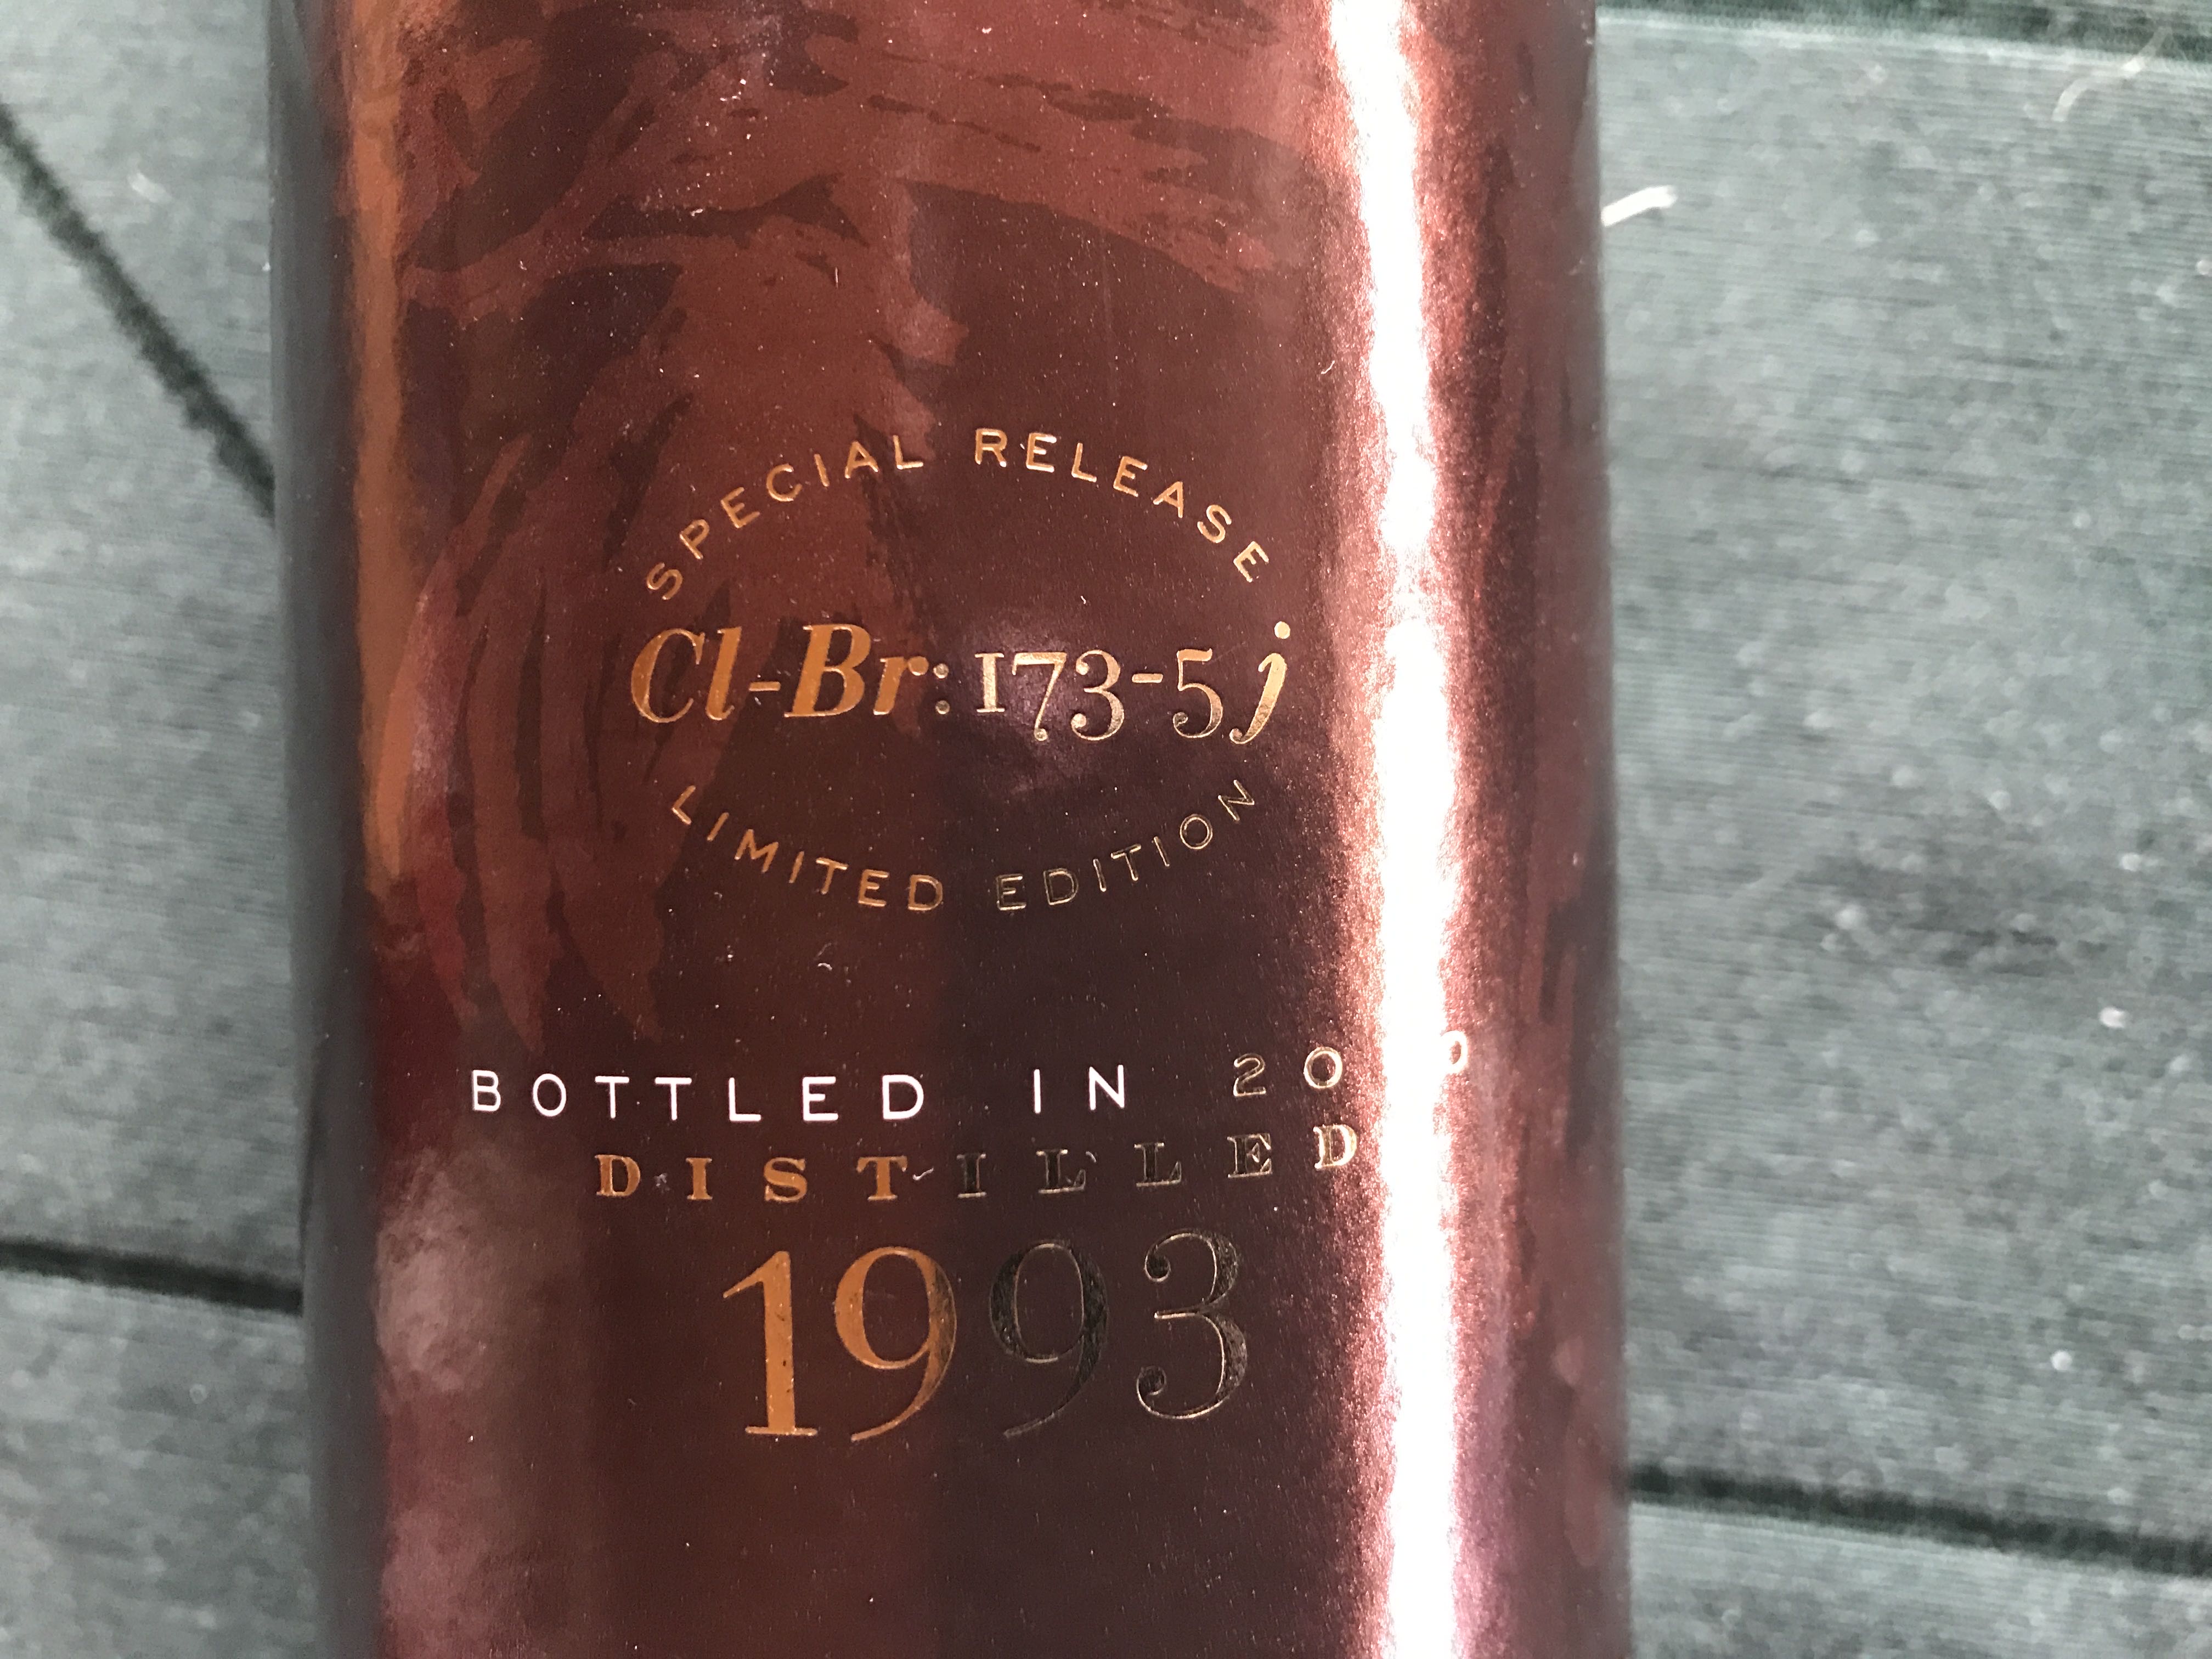 SPECIAL RELEASE
Cl-Br: 173-5j
LIMITED EDITION
BOTTLED IN
DISTILLED
1993